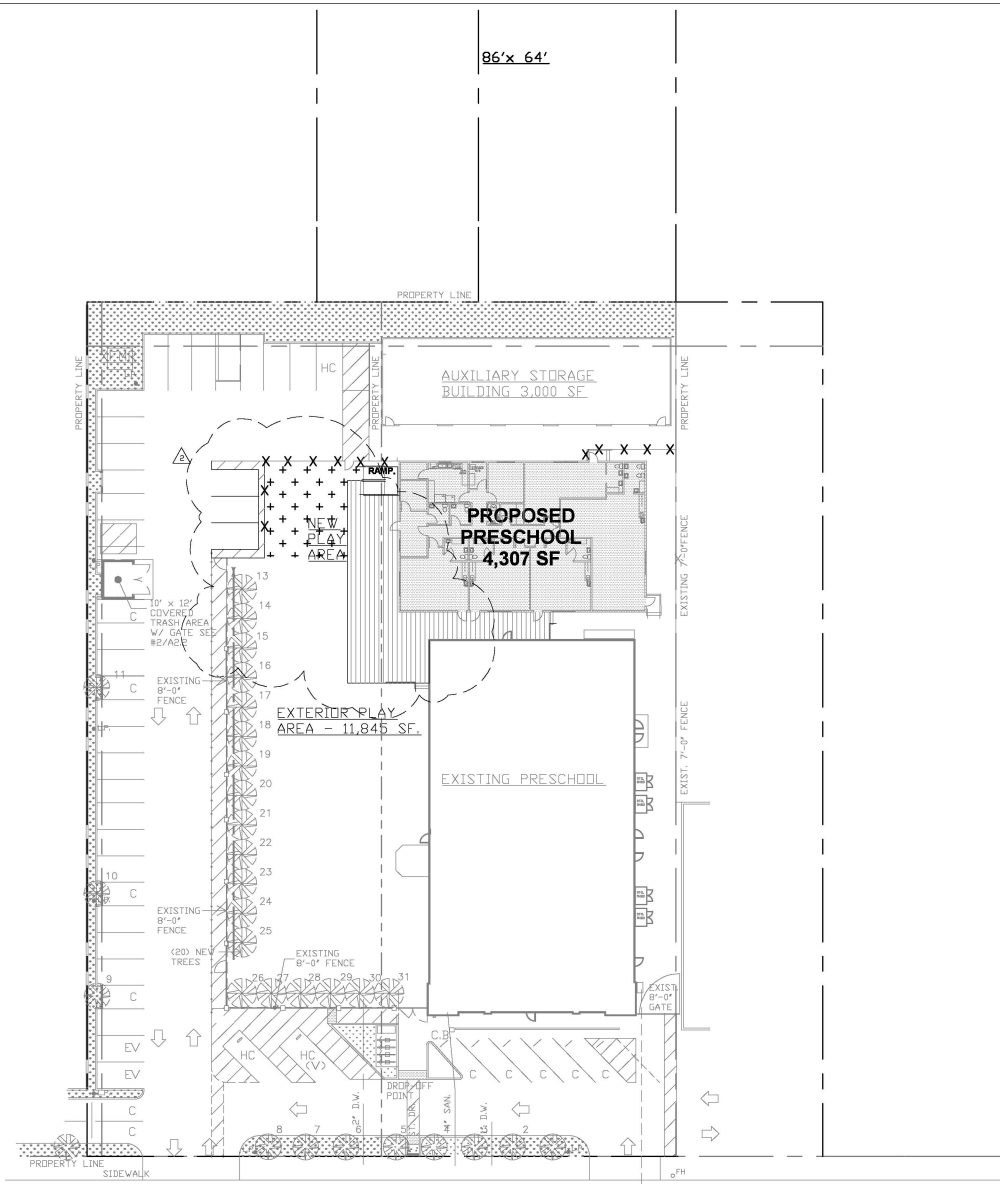 86'x 64'
PROPERTY LINE
PROPERTY LINE
PROPERTY LINE
PROPERTY LINE
XFMR
HC
AUXILIARY STORAGE
BUILDING 3,000 SF
2
RAMP.
NEW
PLAY
AREA
PROPOSED
PRESCHOOL
4,307 SF
EXISTING 7'-0" FENCE
13
10' x 12'
COVERED
TRASH AREA
W/ GATE SEE
#2/A2.2
C
14
15
16
11
C
EXISTING
8'-0"
FENCE
17
EXTERIOR PLAY
AREA - 11,845 SF.
18
19
EXIST. 7'-0" FENCE
EXISTING PRESCHOOL
20
21
22
23
10
C
24
EXISTING
8'-0"
FENCE
25
(20) NEW
TREES
EXISTING
8'-0" FENCE
26
27
28
29
30
31
9
C
EXIST.
8'-0"
GATE
EV
EV
HC
HC
(V)
C.B.
C
C
C
C
C
DROP-OFF
POINT
C
C
2" D.W.
ST. DR.
4" SAN.
D.W.
8
7
6
5
4
3
2
PROPERTY LINE
SIDEWALK
FH